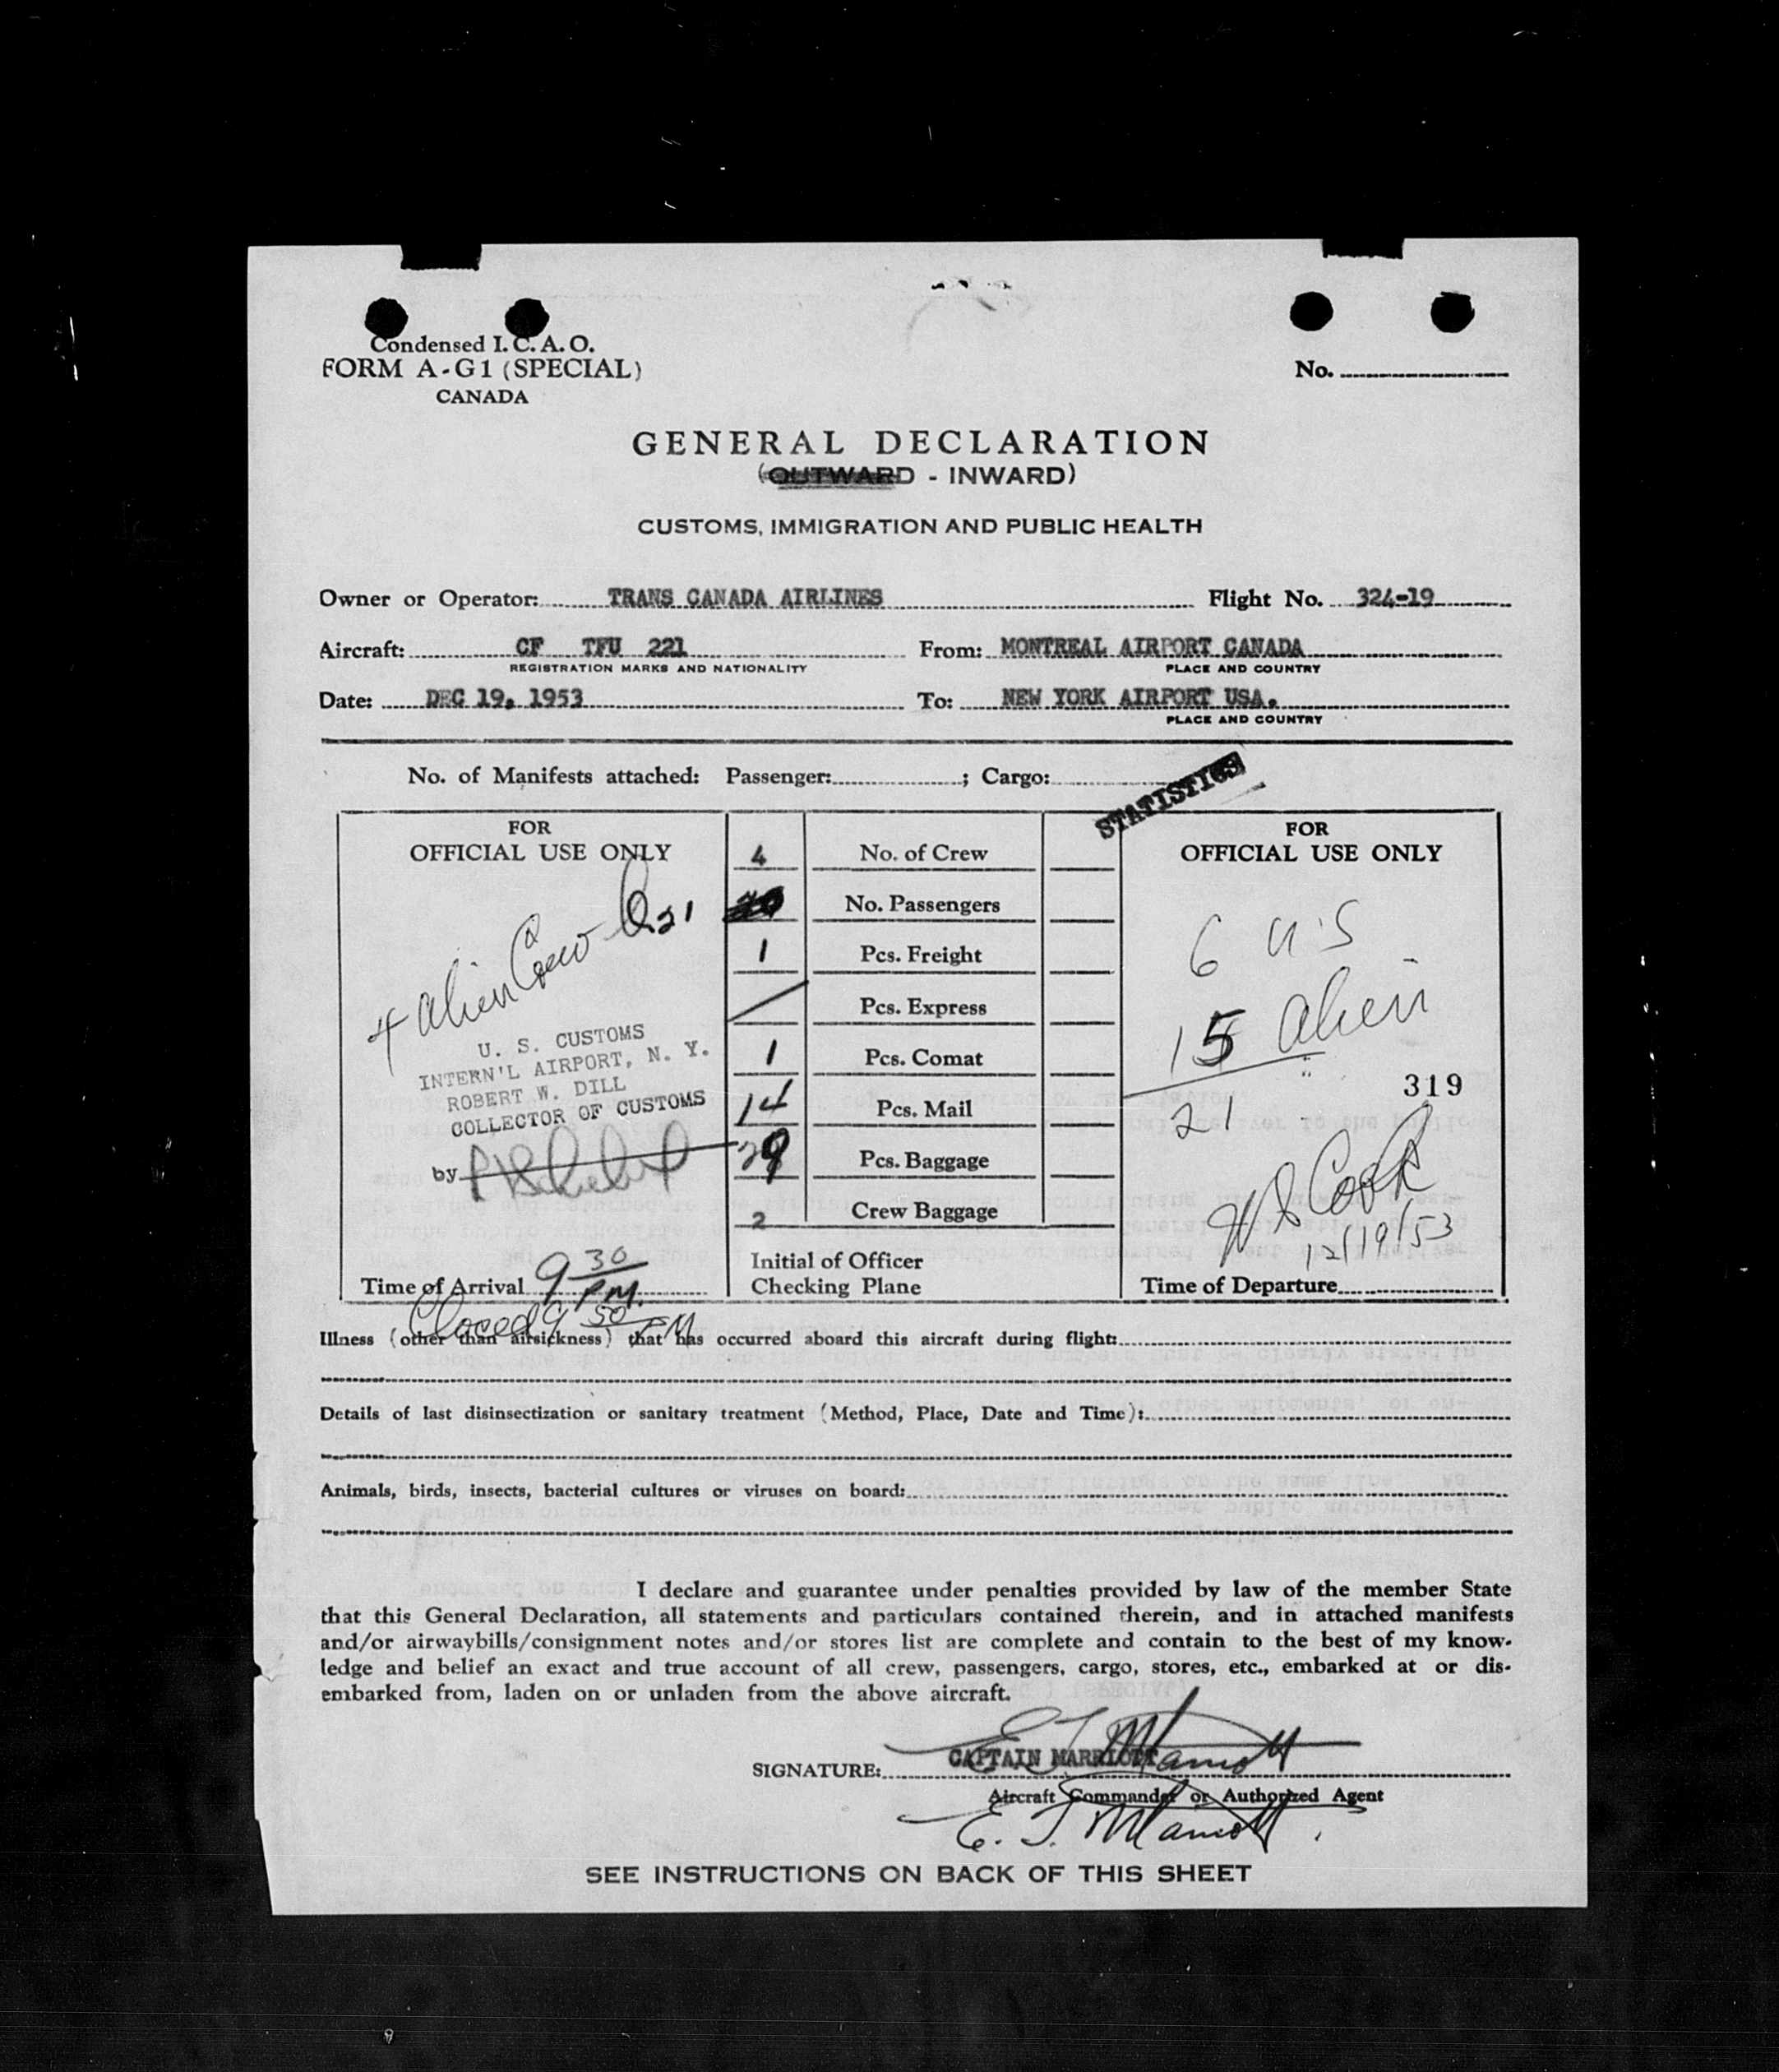 Condensed I. C. A. O.
FORM A-G1 (SPECIAL)
CANADA
No.
GENERAL DECLARATION
(OUTWARD - INWARD)
CUSTOMS, IMMIGRATION AND PUBLIC HEALTH
Owner or Operator: TRANS CANADA AIRLINES Flight No. 324-19
Aircraft: CF TFU 221 From: MONTREAL AIRPORT CANADA
REGISTRATION MARKS AND NATIONALITY PLACE AND COUNTRY
Date: DEC 19, 1953 To: NEW YORK AIRPORT USA.
PLACE AND COUNTRY
No. of Manifests attached: Passenger: ; Cargo:
STATISTICS
FOR
OFFICIAL USE ONLY
4 alien Crew
21
U. S. CUSTOMS
INTERN'L AIRPORT, N. Y.
ROBERT W. DILL
COLLECTOR OF CUSTOMS
by
Time of Arrival 9 30 PM.
Closed 9 50 PM
4 No. of Crew
No. Passengers
1 Pcs. Freight
Pcs. Express
1 Pcs. Comat
14 Pcs. Mail
29 Pcs. Baggage
2 Crew Baggage
Initial of Officer
Checking Plane
FOR
OFFICIAL USE ONLY
6 U.S
15 alien
319
21
Cook
12/19/53
Time of Departure
Illness (other than airsickness) that has occurred aboard this aircraft during flight:
Details of last disinsectization or sanitary treatment (Method, Place, Date and Time):
Animals, birds, insects, bacterial cultures or viruses on board:
I declare and guarantee under penalties provided by law of the member State
that this General Declaration, all statements and particulars contained therein, and in attached manifests
and/or airwaybills/consignment notes and/or stores list are complete and contain to the best of my know-
ledge and belief an exact and true account of all crew, passengers, cargo, stores, etc., embarked at or dis-
embarked from, laden on or unladen from the above aircraft.
SIGNATURE: CAPTAIN MARRIOTT E J Marriott
Aircraft Commander or Authorized Agent
E. J. Marriott.
SEE INSTRUCTIONS ON BACK OF THIS SHEET